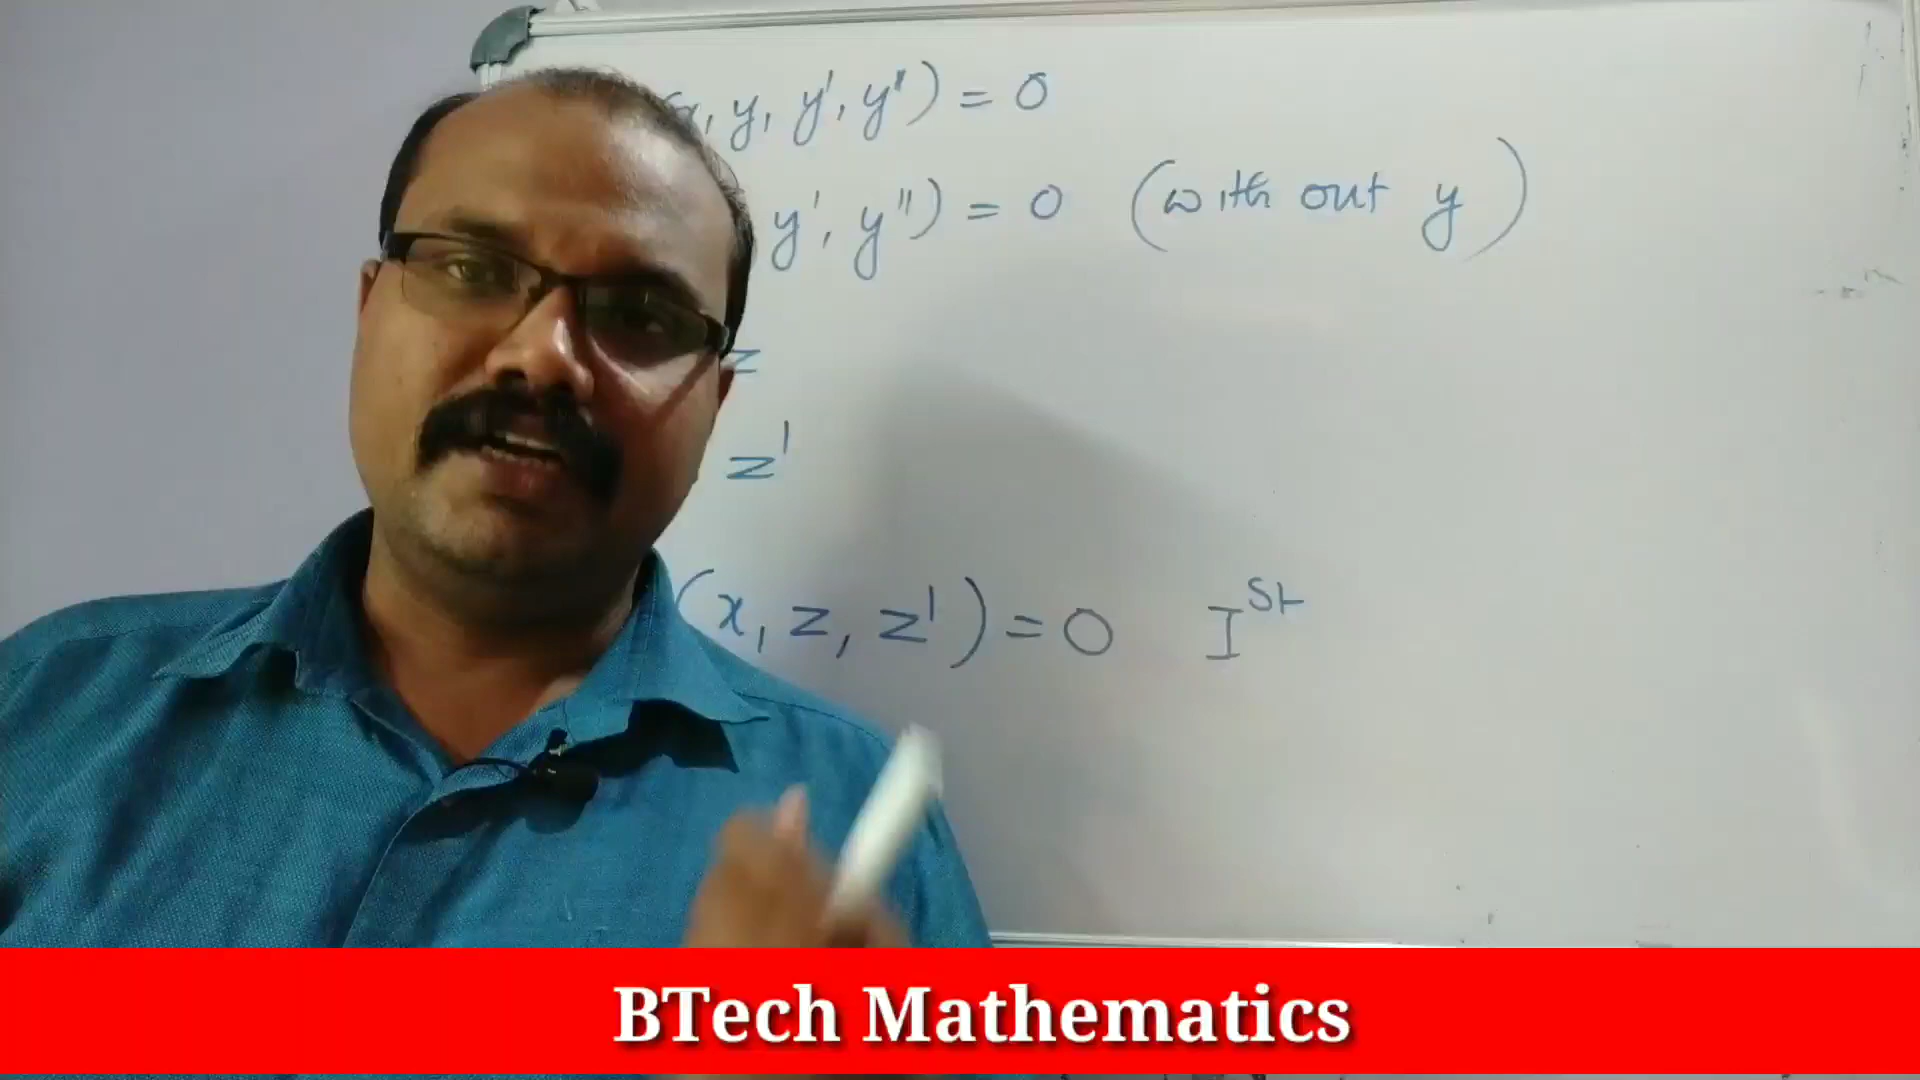 x, y, y', y'') = 0
y', y'') = 0 (with out y)
z
z'
(x, z, z') = 0 I^st
BTech Mathematics